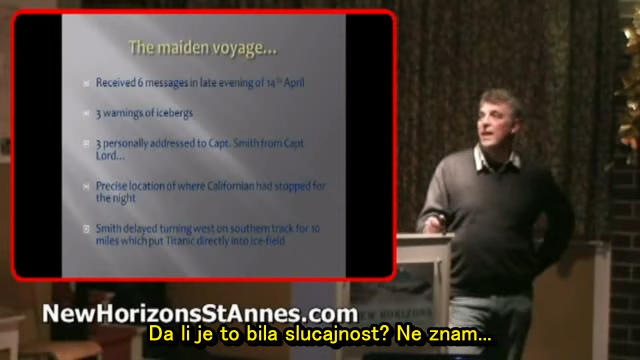 The maiden voyage...
Received 6 messages in late evening of 14th April
3 warnings of icebergs
3 personally addressed to Capt. Smith from Capt
Lord...
Precise location of where Californian had stopped for
the night
Smith delayed turning west on southern track for 10
miles which put Titanic directly into ice-field
NEW HORIZONS
NewHorizonsStAnnes.com
Da li je to bila slucajnost? Ne znam...